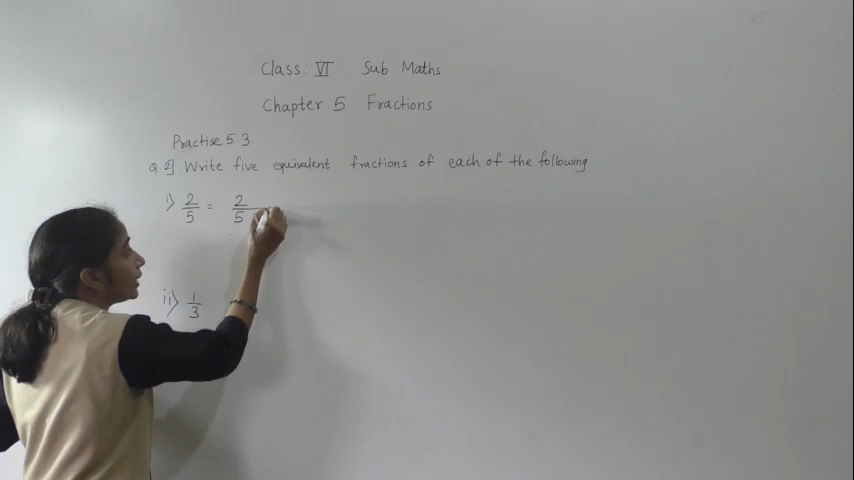 Class: VI Sub Maths
Chapter 5 Fractions
Practise 5.3
Q 2] Write five equivalent fractions of each of the following
i> 2/5 = 2/5
ii> 1/3